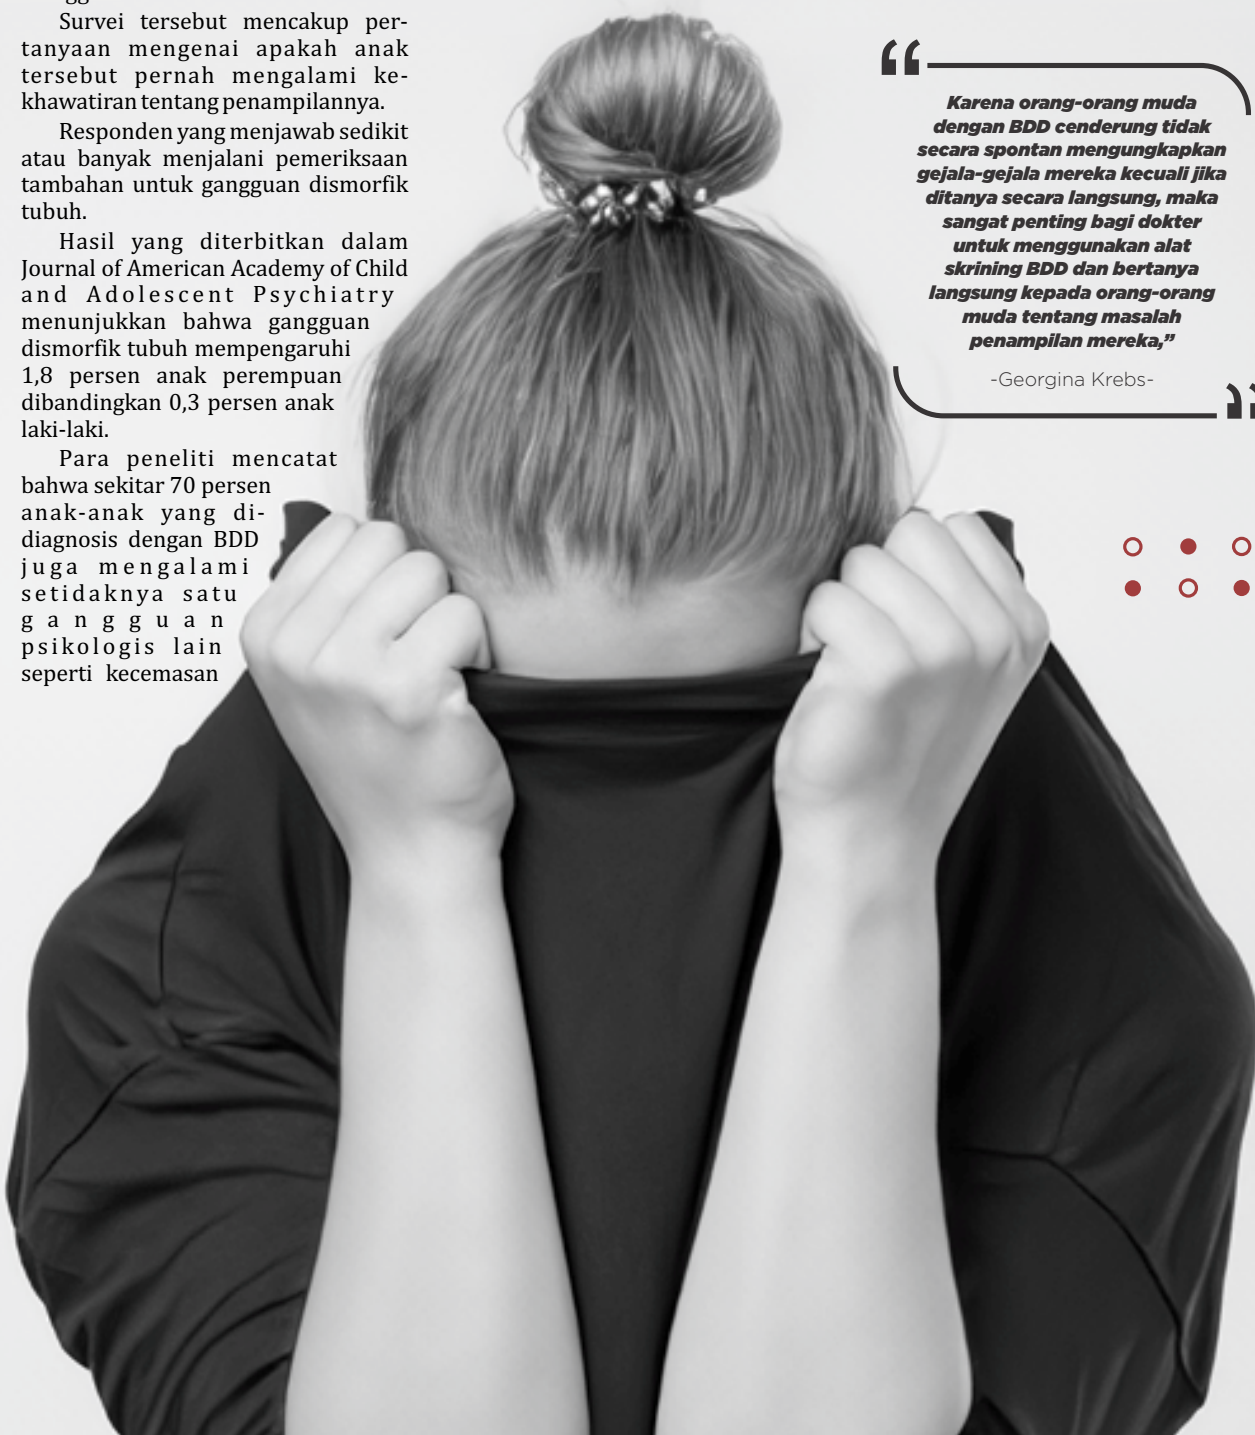 Survei tersebut mencakup per-
tanyaan mengenai apakah anak
tersebut pernah mengalami ke-
khawatiran tentang penampilannya.
Responden yang menjawab sedikit
atau banyak menjalani pemeriksaan
tambahan untuk gangguan dismorfik
tubuh.
Hasil yang diterbitkan dalam
Journal of American Academy of Child
and Adolescent Psychiatry
menunjukkan bahwa gangguan
dismorfik tubuh mempengaruhi
1,8 persen anak perempuan
dibandingkan 0,3 persen anak
laki-laki.
Para peneliti mencatat
bahwa sekitar 70 persen
anak-anak yang di-
diagnosis dengan BDD
juga mengalami
setidaknya satu
gangguan
psikologis lain
seperti kecemasan
“
Karena orang-orang muda
dengan BDD cenderung tidak
secara spontan mengungkapkan
gejala-gejala mereka kecuali jika
ditanya secara langsung, maka
sangat penting bagi dokter
untuk menggunakan alat
skrining BDD dan bertanya
langsung kepada orang-orang
muda tentang masalah
penampilan mereka,”
-Georgina Krebs-
”